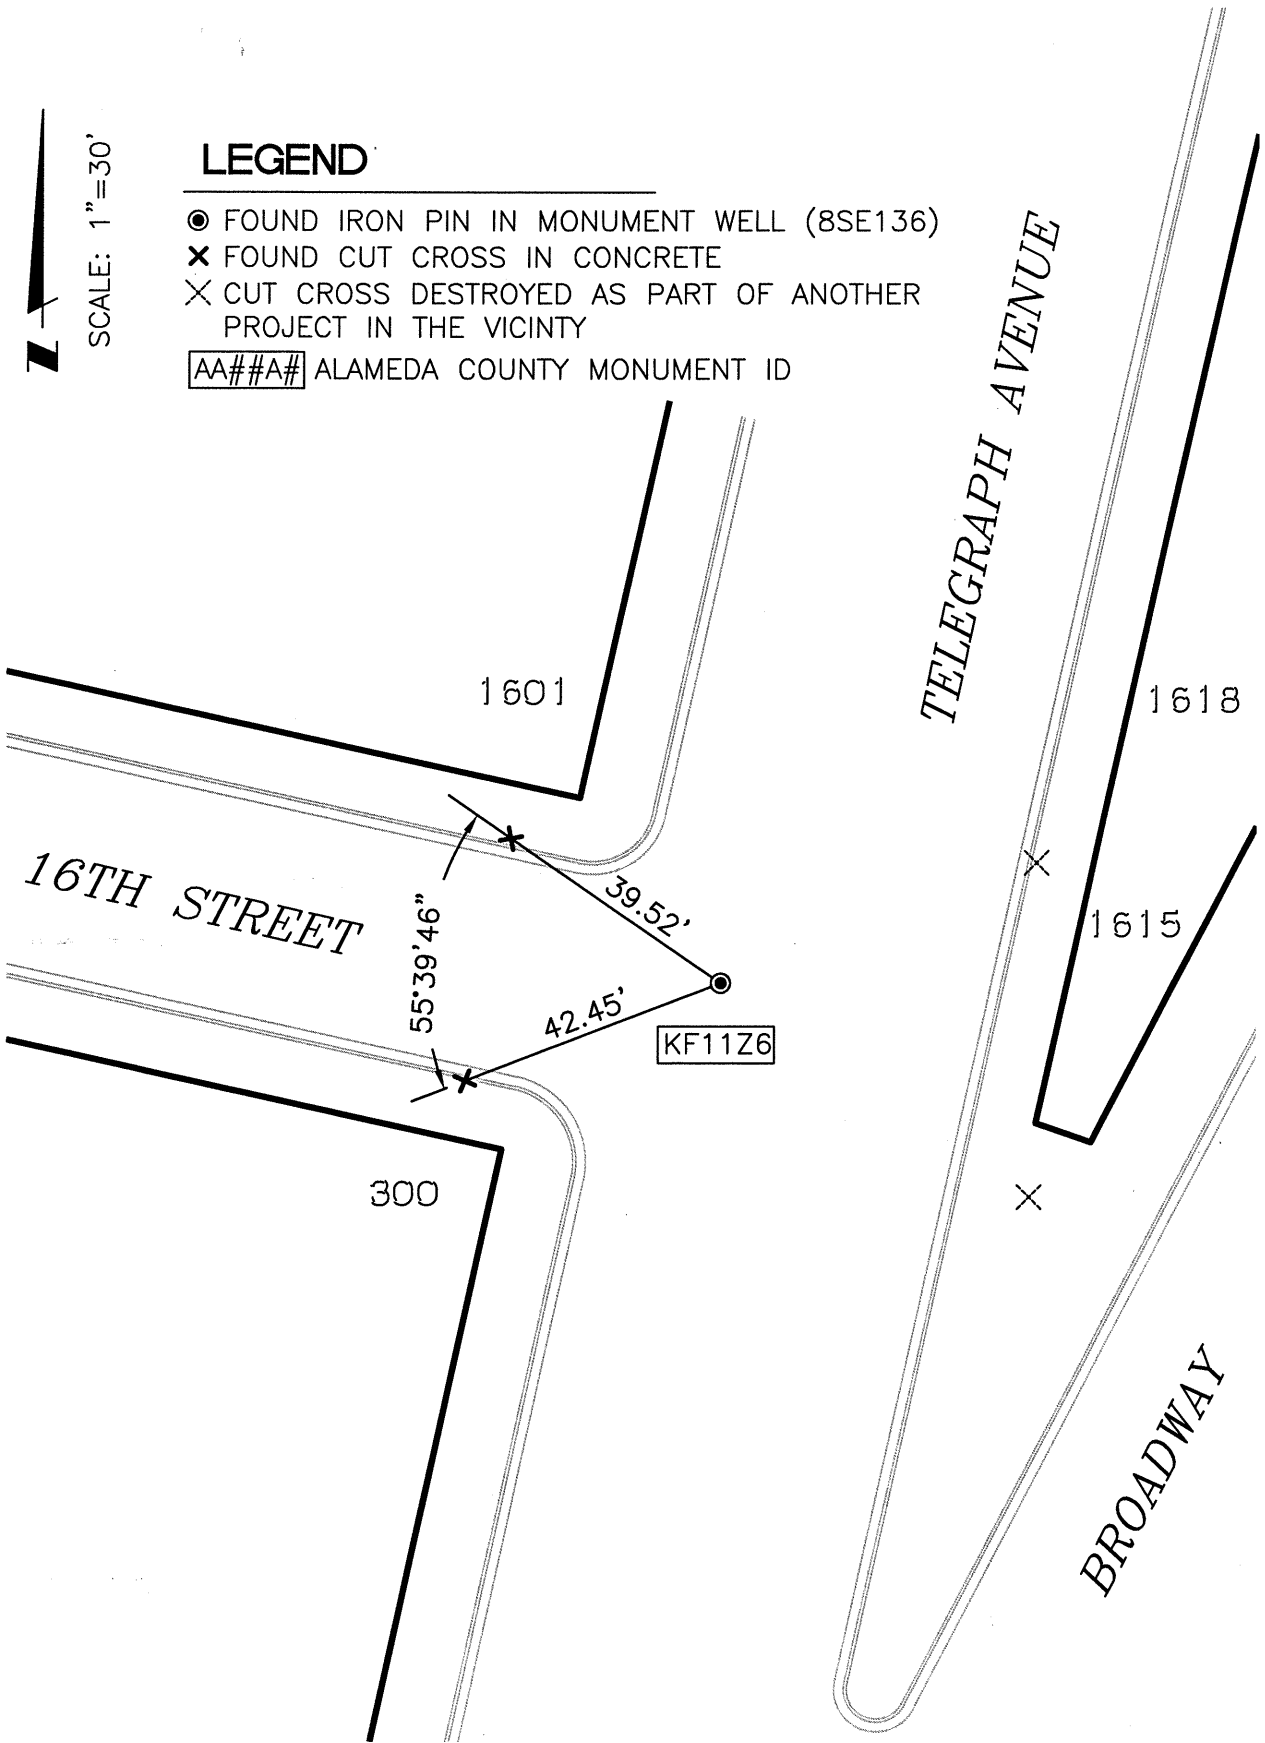 LEGEND
FOUND IRON PIN IN MONUMENT WELL (8SE136)
FOUND CUT CROSS IN CONCRETE
CUT CROSS DESTROYED AS PART OF ANOTHER
PROJECT IN THE VICINTY
AA##A# ALAMEDA COUNTY MONUMENT ID
SCALE: 1"=30'
N
TELEGRAPH AVENUE
1601
1618
16TH STREET
39.52'
55°39'46"
42.45'
KF11Z6
1615
300
BROADWAY